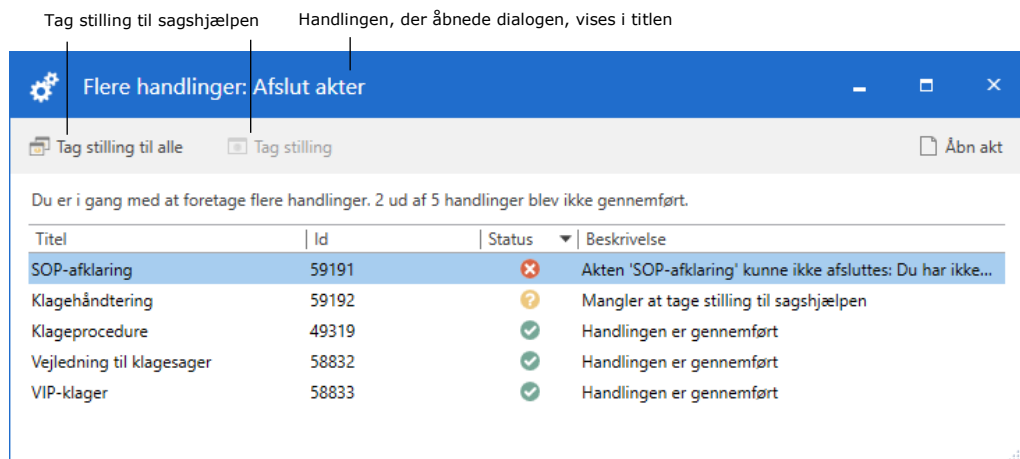 Tag stilling til sagshjælpen Handlingen, der åbnede dialogen, vises i titlen
Flere handlinger: Afslut akter
Tag stilling til alle Tag stilling Åbn akt
Du er i gang med at foretage flere handlinger. 2 ud af 5 handlinger blev ikke gennemført.
Titel Id Status Beskrivelse
SOP-afklaring 59191 Akten 'SOP-afklaring' kunne ikke afsluttes: Du har ikke...
Klagehåndtering 59192 Mangler at tage stilling til sagshjælpen
Klageprocedure 49319 Handlingen er gennemført
Vejledning til klagesager 58832 Handlingen er gennemført
VIP-klager 58833 Handlingen er gennemført